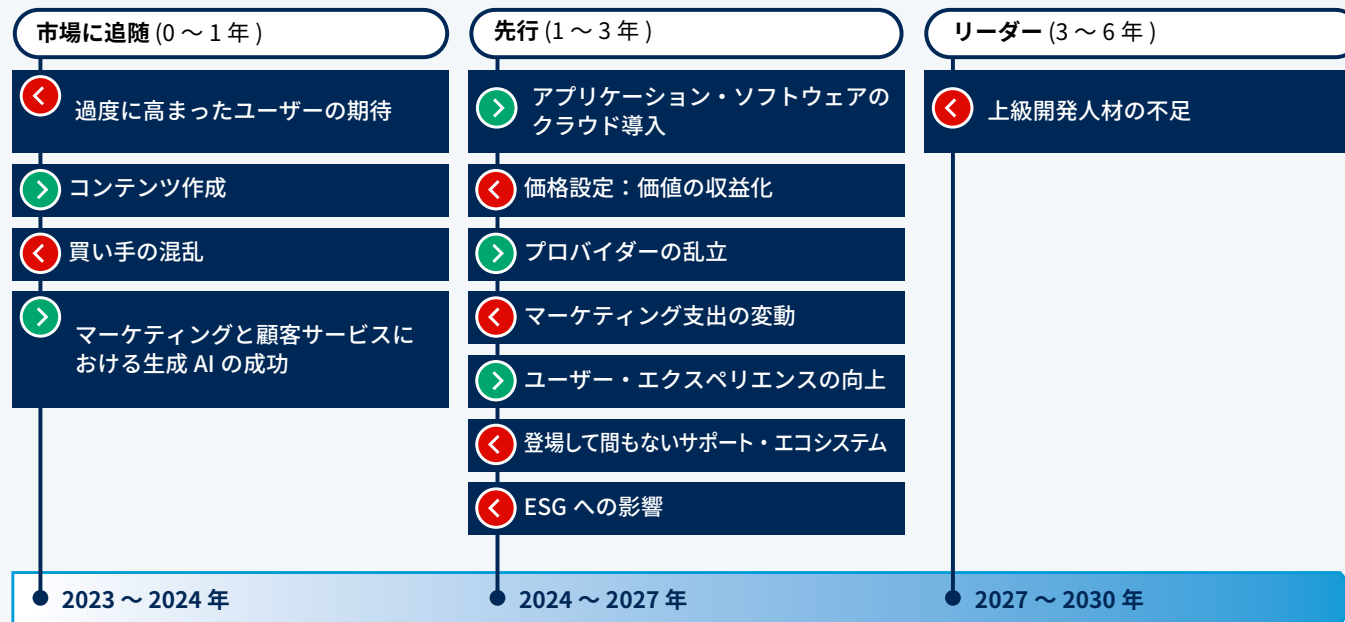 市場に追随 (0 ～ 1 年 )
過度に高まったユーザーの期待
コンテンツ作成
買い手の混乱
マーケティングと顧客サービスに
おける生成 AI の成功
先行 (1 ～ 3 年 )
アプリケーション・ソフトウェアの
クラウド導入
価格設定：価値の収益化
プロバイダーの乱立
マーケティング支出の変動
ユーザー・エクスペリエンスの向上
登場して間もないサポート・エコシステム
ESG への影響
リーダー (3 ～ 6 年 )
上級開発人材の不足
2023 ～ 2024 年
2024 ～ 2027 年
2027 ～ 2030 年